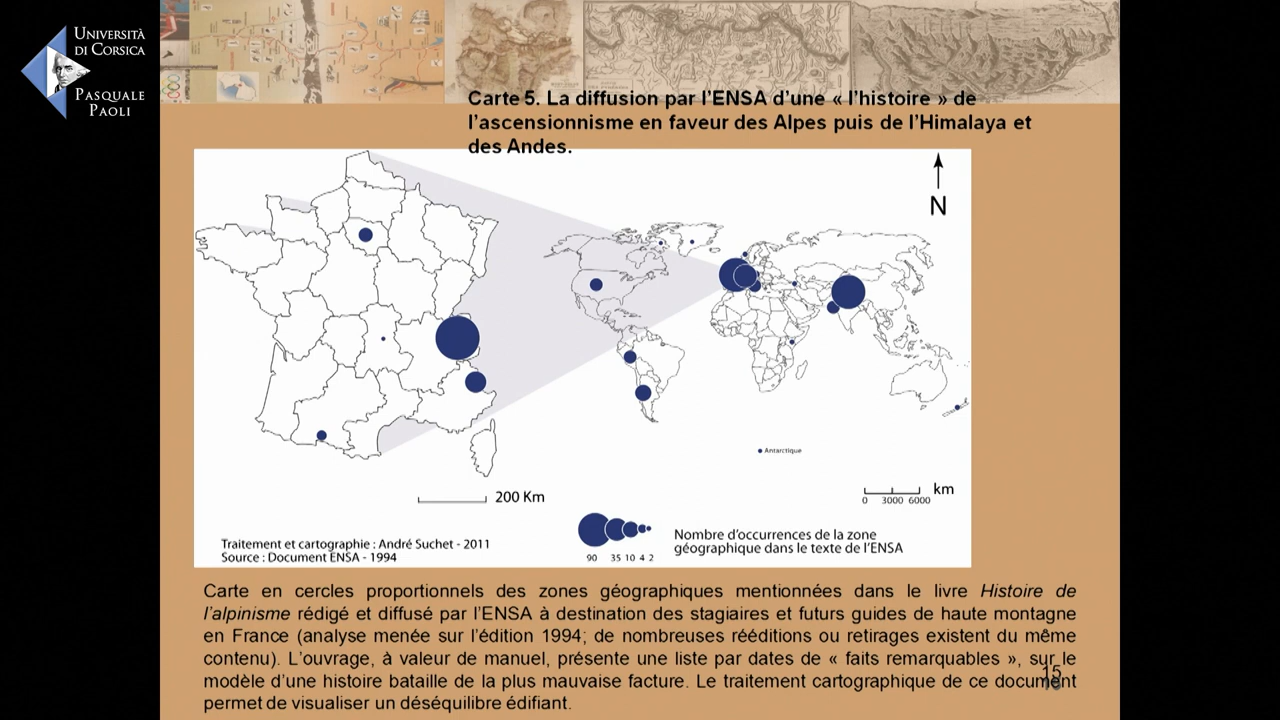 UNIVERSITÀ
DI CORSICA
PASQUALE
PAOLI
Carte 5. La diffusion par l'ENSA d'une « l'histoire » de
l'ascensionnisme en faveur des Alpes puis de l'Himalaya et
des Andes.
N
Antarctique
200 Km
km
0 3000 6000
Nombre d'occurrences de la zone
géographique dans le texte de l'ENSA
90 35 10 4 2
Traitement et cartographie : André Suchet - 2011
Source : Document ENSA - 1994
Carte en cercles proportionnels des zones géographiques mentionnées dans le livre Histoire de
l'alpinisme rédigé et diffusé par l'ENSA à destination des stagiaires et futurs guides de haute montagne
en France (analyse menée sur l'édition 1994; de nombreuses rééditions ou retirages existent du même
contenu). L'ouvrage, à valeur de manuel, présente une liste par dates de « faits remarquables », sur le
modèle d'une histoire bataille de la plus mauvaise facture. Le traitement cartographique de ce document
permet de visualiser un déséquilibre édifiant.
15